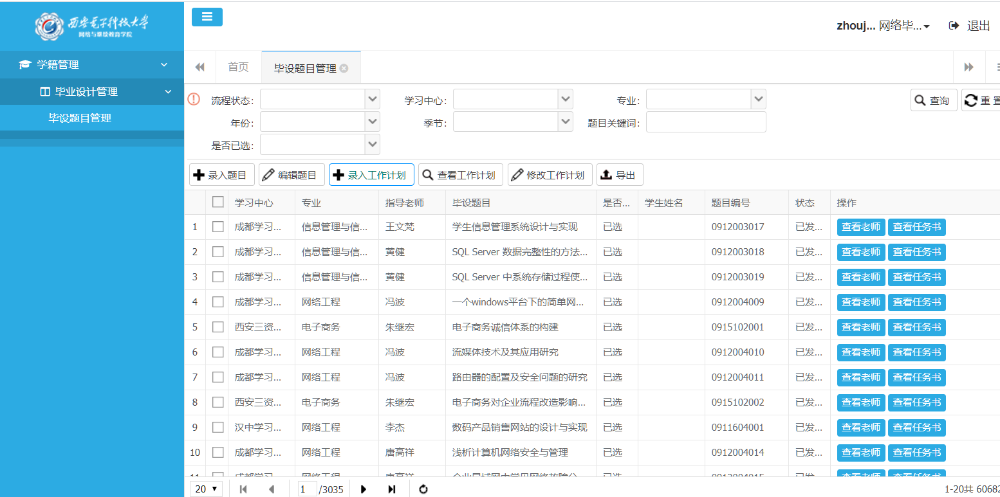 西安电子科技大学
网络与继续教育学院
zhouj... 网络毕... 退出
学籍管理
毕业设计管理
毕设题目管理
首页 毕设题目管理
流程状态: 学习中心: 专业: 查询 重 置
年份: 季节: 题目关键词:
是否已选:
录入题目 编辑题目 录入工作计划 查看工作计划 修改工作计划 导出
学习中心 专业 指导老师 毕设题目 是否... 学生姓名 题目编号 状态 操作
1 成都学习... 信息管理与信... 王文梵 学生信息管理系统设计与实现 已选 0912003017 已发... 查看老师 查看任务书
2 成都学习... 信息管理与信... 黄健 SQL Server 数据完整性的方法... 已选 0912003018 已发... 查看老师 查看任务书
3 成都学习... 信息管理与信... 黄健 SQL Server 中系统存储过程使... 已选 0912003019 已发... 查看老师 查看任务书
4 成都学习... 网络工程 冯波 一个windows平台下的简单网... 已选 0912004009 已发... 查看老师 查看任务书
5 西安三资... 电子商务 朱继宏 电子商务诚信体系的构建 已选 0915102001 已发... 查看老师 查看任务书
6 成都学习... 网络工程 冯波 流媒体技术及其应用研究 已选 0912004010 已发... 查看老师 查看任务书
7 成都学习... 网络工程 冯波 路由器的配置及安全问题的研究 已选 0912004011 已发... 查看老师 查看任务书
8 西安三资... 电子商务 朱继宏 电子商务对企业流程改造影响... 已选 0915102002 已发... 查看老师 查看任务书
9 汉中学习... 网络工程 李杰 数码产品销售网站的设计与实现 已选 0911604001 已发... 查看老师 查看任务书
10 成都学习... 网络工程 唐高祥 浅析计算机网络安全与管理 已选 0912004014 已发... 查看老师 查看任务书
20 1 /3035 1-20共 60682